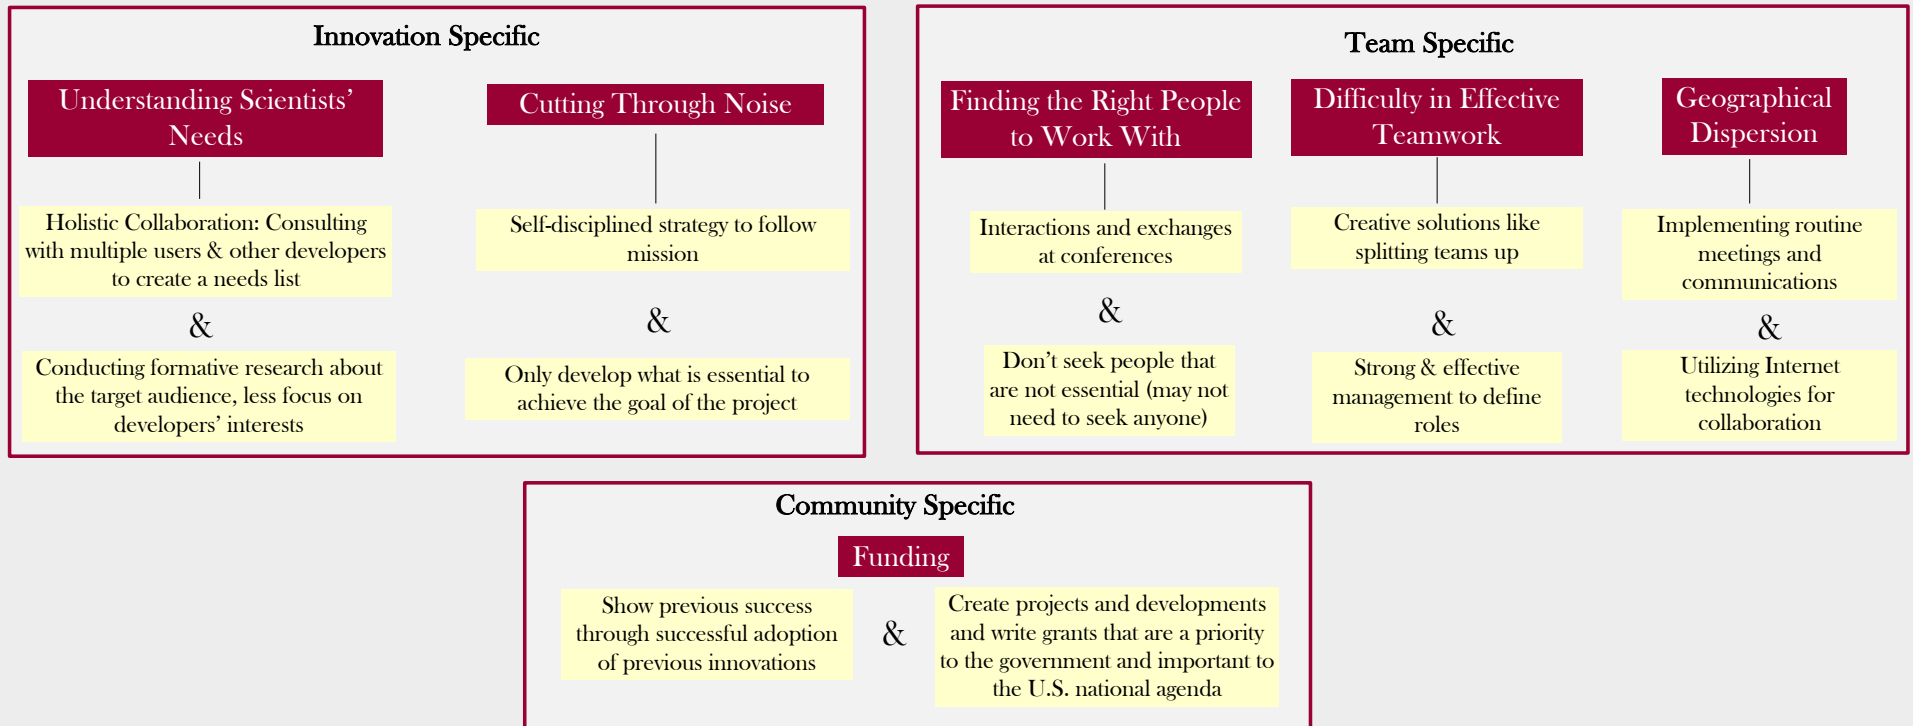 Innovation Specific
Understanding Scientists'
Needs
Holistic Collaboration: Consulting
with multiple users & other developers
to create a needs list
&
Conducting formative research about
the target audience, less focus on
developers' interests
Cutting Through Noise
Self-disciplined strategy to follow
mission
&
Only develop what is essential to
achieve the goal of the project
Team Specific
Finding the Right People
to Work With
Interactions and exchanges
at conferences
&
Don't seek people that
are not essential (may not
need to seek anyone)
Difficulty in Effective
Teamwork
Creative solutions like
splitting teams up
&
Strong & effective
management to define
roles
Geographical
Dispersion
Implementing routine
meetings and
communications
&
Utilizing Internet
technologies for
collaboration
Community Specific
Funding
Show previous success
through successful adoption
of previous innovations
&
Create projects and developments
and write grants that are a priority
to the government and important to
the U.S. national agenda